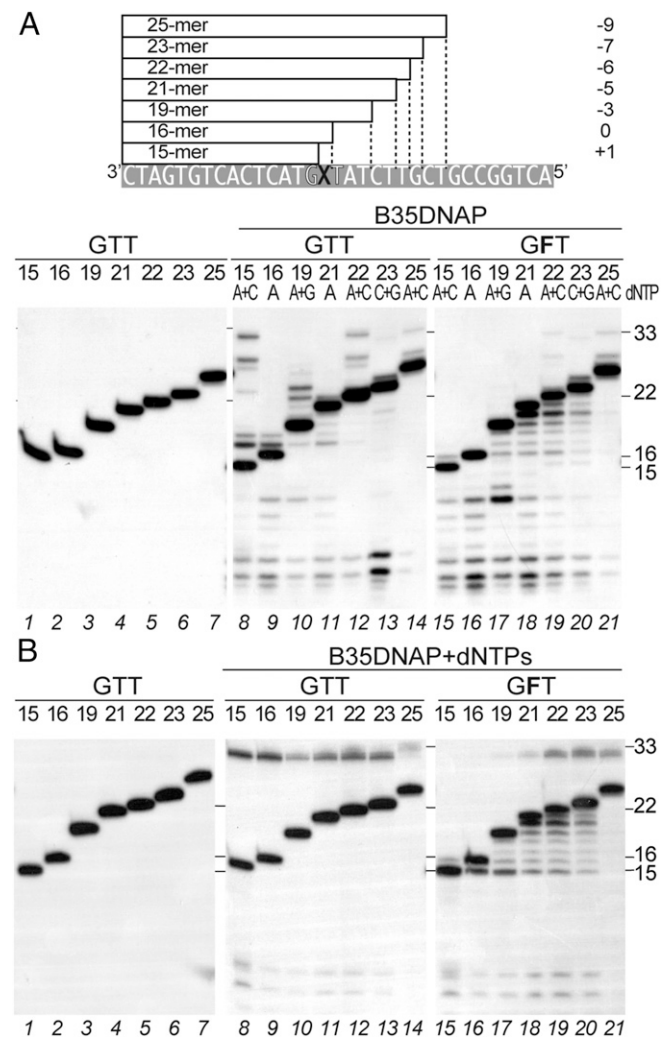 A
25-mer -9
23-mer -7
22-mer -6
21-mer -5
19-mer -3
16-mer 0
15-mer +1
3'CTAGTGTCACTCATGXTATCTTGCTGCCGGTCA5'
B35DNAP
GTT GTT GFT
15 16 19 21 22 23 25 15 16 19 21 22 23 25 15 16 19 21 22 23 25
A+C A A+G A A+C C+G A+C A+C A A+G A A+C C+G A+C dNTP
33
22
16
15
1 2 3 4 5 6 7 8 9 10 11 12 13 14 15 16 17 18 19 20 21
B
B35DNAP+dNTPs
GTT GTT GFT
15 16 19 21 22 23 25 15 16 19 21 22 23 25 15 16 19 21 22 23 25
33
22
16
15
1 2 3 4 5 6 7 8 9 10 11 12 13 14 15 16 17 18 19 20 21